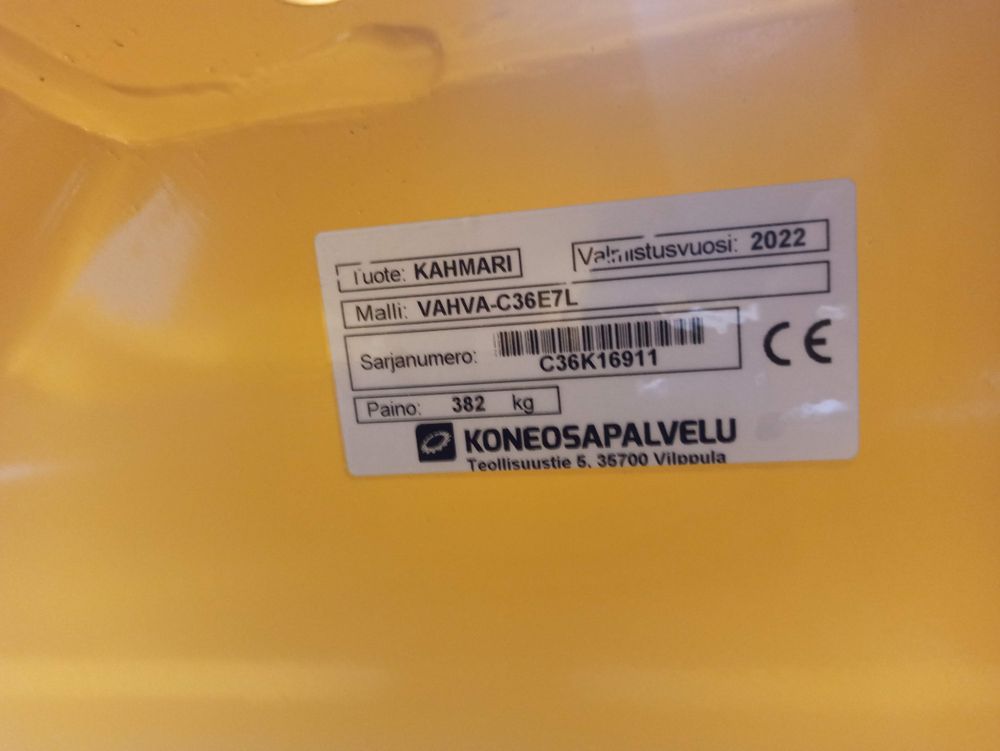 Tuote: KAHMARI
Valmistusvuosi: 2022
Malli: VAHVA-C36E7L
Sarjanumero: C36K16911
Paino: 382 kg
CE
KONEOSAPALVELU
Teollisuustie 5, 35700 Vilppula